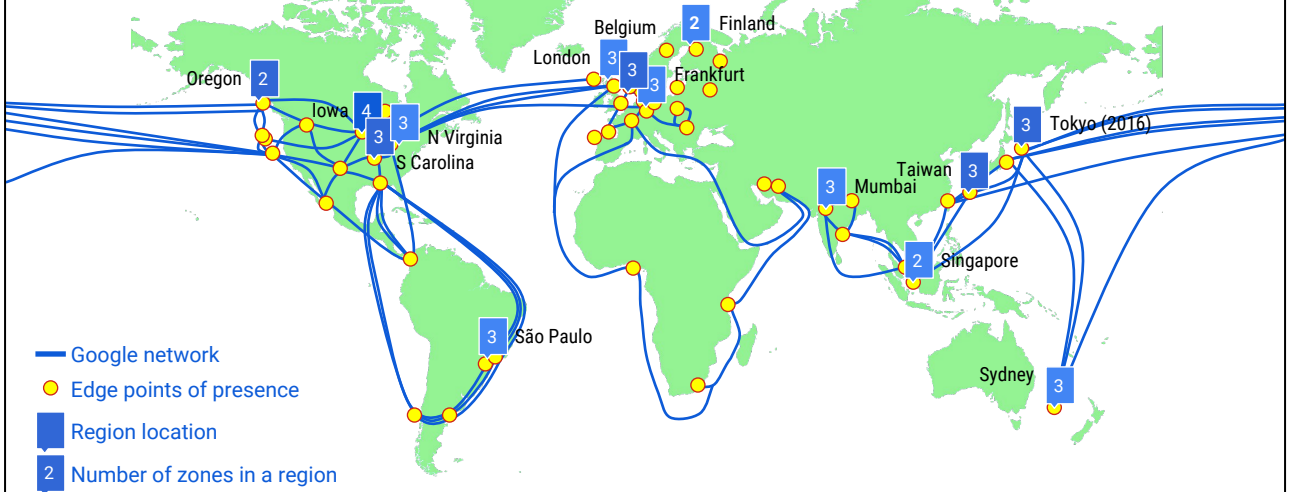 Belgium
2
Finland
London
3
3
3
Frankfurt
Oregon
2
Iowa
4
3
3
N Virginia
S Carolina
3
Tokyo (2016)
Taiwan
3
3
Mumbai
2
Singapore
3
São Paulo
Sydney
3
Google network
Edge points of presence
Region location
2
Number of zones in a region